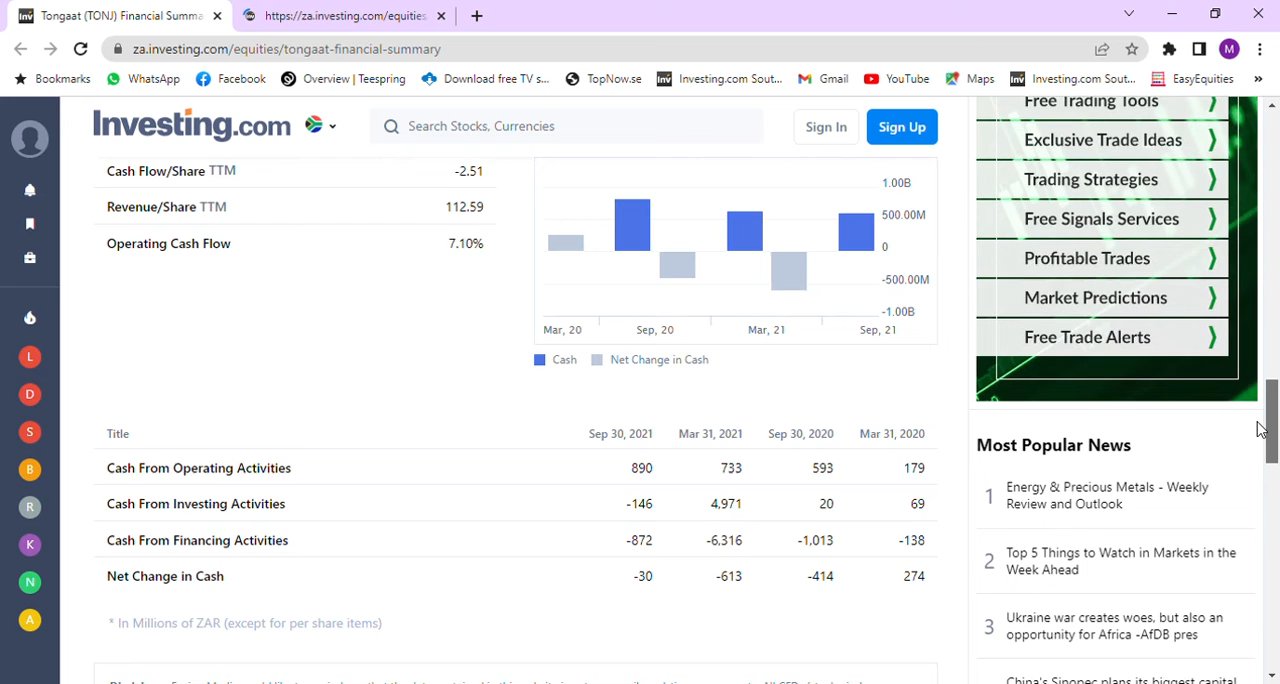 Tongaat (TONJ) Financial Summa
https://za.investing.com/equities
za.investing.com/equities/tongaat-financial-summary
M
Bookmarks WhatsApp Facebook Overview | Teespring Download free TV s... TopNow.se Investing.com Sout... Gmail YouTube Maps Investing.com Sout... EasyEquities »
Investing.com
Search Stocks, Currencies
Sign In
Sign Up
L
D
S
B
R
K
N
A
Cash Flow/Share TTM -2.51
Revenue/Share TTM 112.59
Operating Cash Flow 7.10%
1.00B
500.00M
0
-500.00M
-1.00B
Mar, 20 Sep, 20 Mar, 21 Sep, 21
Cash Net Change in Cash
Title Sep 30, 2021 Mar 31, 2021 Sep 30, 2020 Mar 31, 2020
Cash From Operating Activities 890 733 593 179
Cash From Investing Activities -146 4,971 20 69
Cash From Financing Activities -872 -6,316 -1,013 -138
Net Change in Cash -30 -613 -414 274
* In Millions of ZAR (except for per share items)
Free Trading Tools
Exclusive Trade Ideas
Trading Strategies
Free Signals Services
Profitable Trades
Market Predictions
Free Trade Alerts
Most Popular News
1 Energy & Precious Metals - Weekly
Review and Outlook
2 Top 5 Things to Watch in Markets in the
Week Ahead
3 Ukraine war creates woes, but also an
opportunity for Africa -AfDB pres
China's Sinopec plans its biggest capital